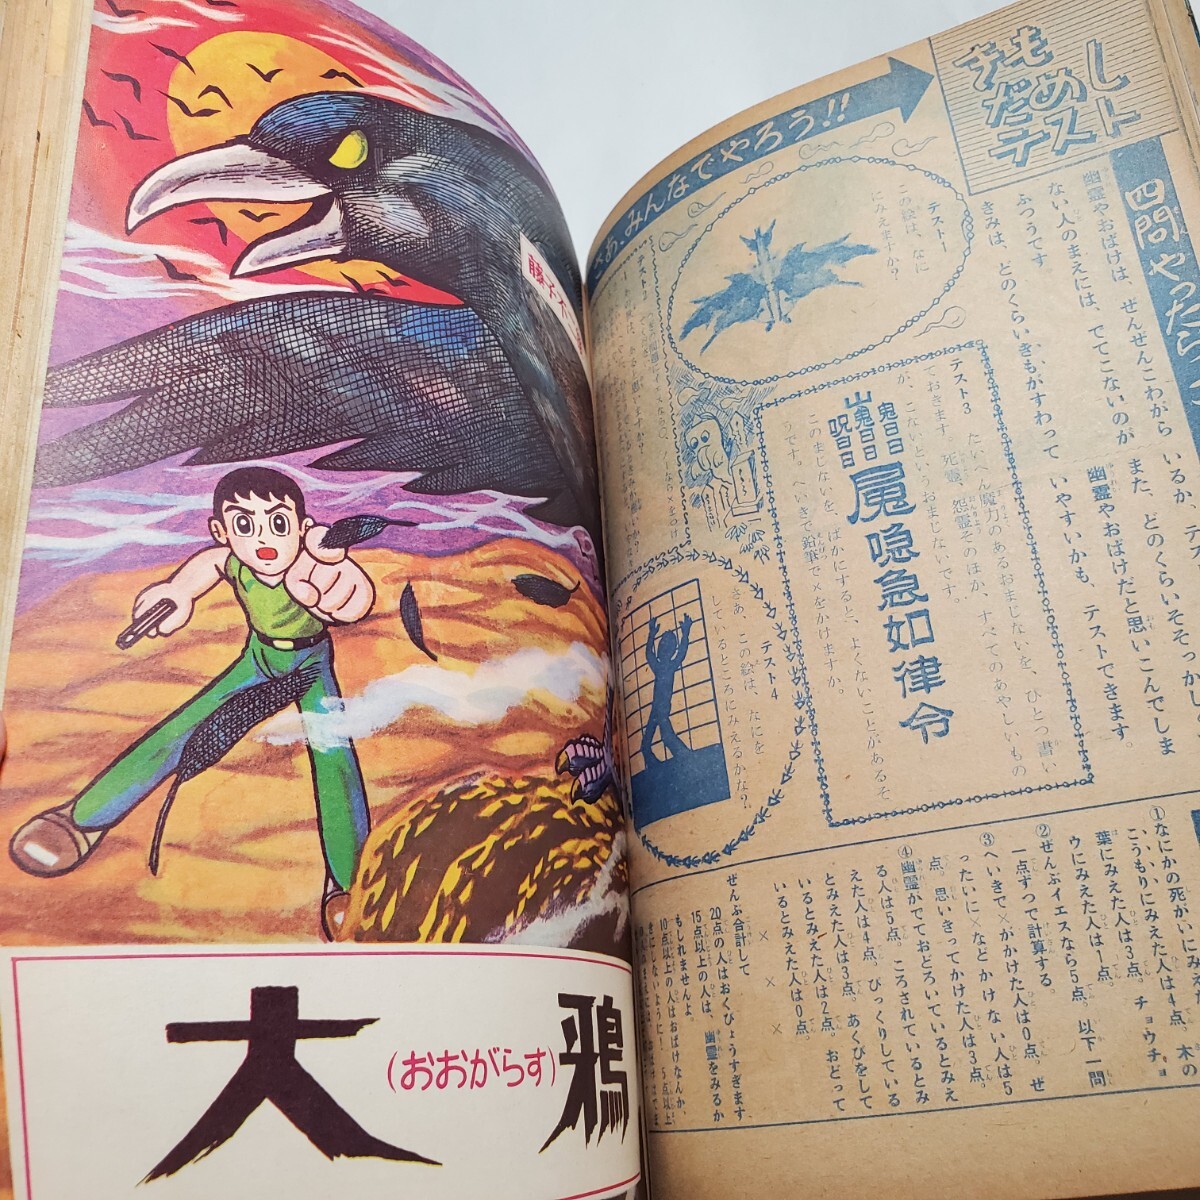 藤子不
大鴉
(おおがらす)
きもだめしテスト
四問やったら
さあ、みんなでやろう!!
幽霊やおばけは、ぜんぜんこわがら
ない人のまえには、でてこないのが
ふつうです
きみは、どのくらいきもがすわって
いるか
また、どのくらいそそっかし
幽霊やおばけだと思いこんでしま
いやすいかも、テストできます。
テスト1
この絵は、なに
にみえますか?
テスト2
テスト3 たいへん魔力のあるおまじないを、ひとつ書い
ておきます。死霊、怨霊そのほか、すべてのあやしいもの
が、こないというおまじないです。
このまじないを、ばかにすると、よくないことがあるそ
うです。へいきで鉛筆で×をかけますか。
急如律令
テスト4
さあ、この絵は、なにを
しているところにみえるかな?
①なにかの死がいにみ
えた人は4点。木の
葉にみえた人は3点。チョウチョ
ウにみえた人は1点。
②ぜんぶイエスなら5点、以下一問
一点ずつで計算する。
③へいきで×がかけた人は0点。ぜ
ったいに×などかけない人は5
点。思いきってかけた人は3点。
④幽霊がでておどろいているとみえ
る人は5点。ころされているとみ
えた人は4点。びっくりしている
とみえた人は3点。あくびをして
いるとみえた人は2点。おどって
いるとみえた人は0点。
× × ×
ぜんぶ合計して
20点の人はおくびょうすぎます
15点以上の人は、幽霊をみるか
もしれませんよ。
10点以上の人はおばけなんか、
きにしないように! 5点以上